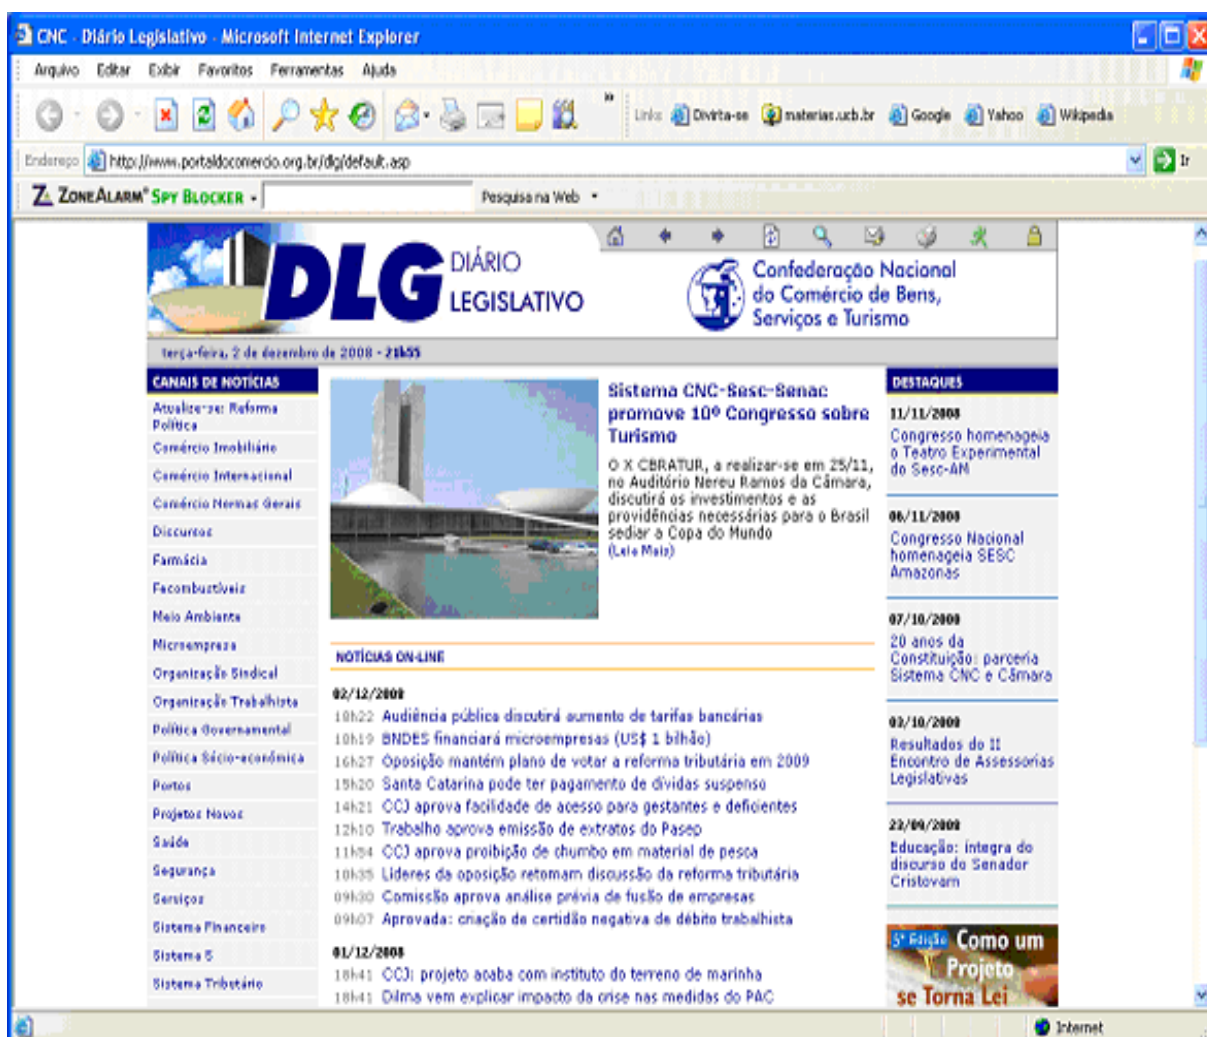 CNC - Diário Legislativo - Microsoft Internet Explorer
Arquivo Editar Exibir Favoritos Ferramentas Ajuda
Links Divirta-se materias.ucb.br Google Yahoo Wikipedia
Endereço http://www.portaldocomercio.org.br/dlg/default.asp Ir
ZONEALARM® SPY BLOCKER Pesquisa na Web
DLG DIÁRIO
LEGISLATIVO
Confederação Nacional
do Comércio de Bens,
Serviços e Turismo
terça-feira, 2 de dezembro de 2008 - 21h55
CANAIS DE NOTÍCIAS
Atualize-se: Reforma
Política
Comércio Imobiliário
Comércio Internacional
Comércio Normas Gerais
Discursos
Farmácia
Fecombustíveis
Meio Ambiente
Microempresa
Organização Sindical
Organização Trabalhista
Política Governamental
Política Sócio-econômica
Portos
Projetos Novos
Saúde
Segurança
Serviços
Sistema Financeiro
Sistema S
Sistema Tributário
Sistema CNC-Sesc-Senac
promove 10º Congresso sobre
Turismo
O X CBRATUR, a realizar-se em 25/11,
no Auditório Nereu Ramos da Câmara,
discutirá os investimentos e as
providências necessárias para o Brasil
sediar a Copa do Mundo
(Leia Mais)
NOTÍCIAS ON-LINE
02/12/2008
18h22 Audiência pública discutirá aumento de tarifas bancárias
18h19 BNDES financiará microempresas (US$ 1 bilhão)
16h27 Oposição mantém plano de votar a reforma tributária em 2009
15h20 Santa Catarina pode ter pagamento de dívidas suspenso
14h21 CCJ aprova facilidade de acesso para gestantes e deficientes
12h10 Trabalho aprova emissão de extratos do Pasep
11h54 CCJ aprova proibição de chumbo em material de pesca
10h35 Líderes da oposição retomam discussão da reforma tributária
09h30 Comissão aprova análise prévia de fusão de empresas
09h07 Aprovada: criação de certidão negativa de débito trabalhista
01/12/2008
18h41 CCJ: projeto acaba com instituto do terreno de marinha
18h41 Dilma vem explicar impacto da crise nas medidas do PAC
DESTAQUES
11/11/2008
Congresso homenageia
o Teatro Experimental
do Sesc-AM
06/11/2008
Congresso Nacional
homenageia SESC
Amazonas
07/10/2008
20 anos da
Constituição: parceria
Sistema CNC e Câmara
03/10/2008
Resultados do II
Encontro de Assessorias
Legislativas
23/09/2008
Educação: íntegra do
discurso do Senador
Cristovam
5ª Edição Como um
Projeto
se Torna Lei
Internet